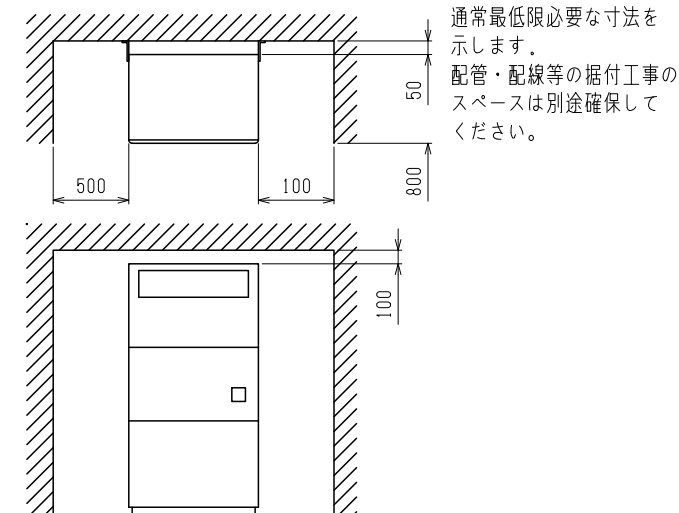 通常最低限必要な寸法を
示します。
配管・配線等の据付工事の
スペースは別途確保して
ください。
50
800
500
100
100